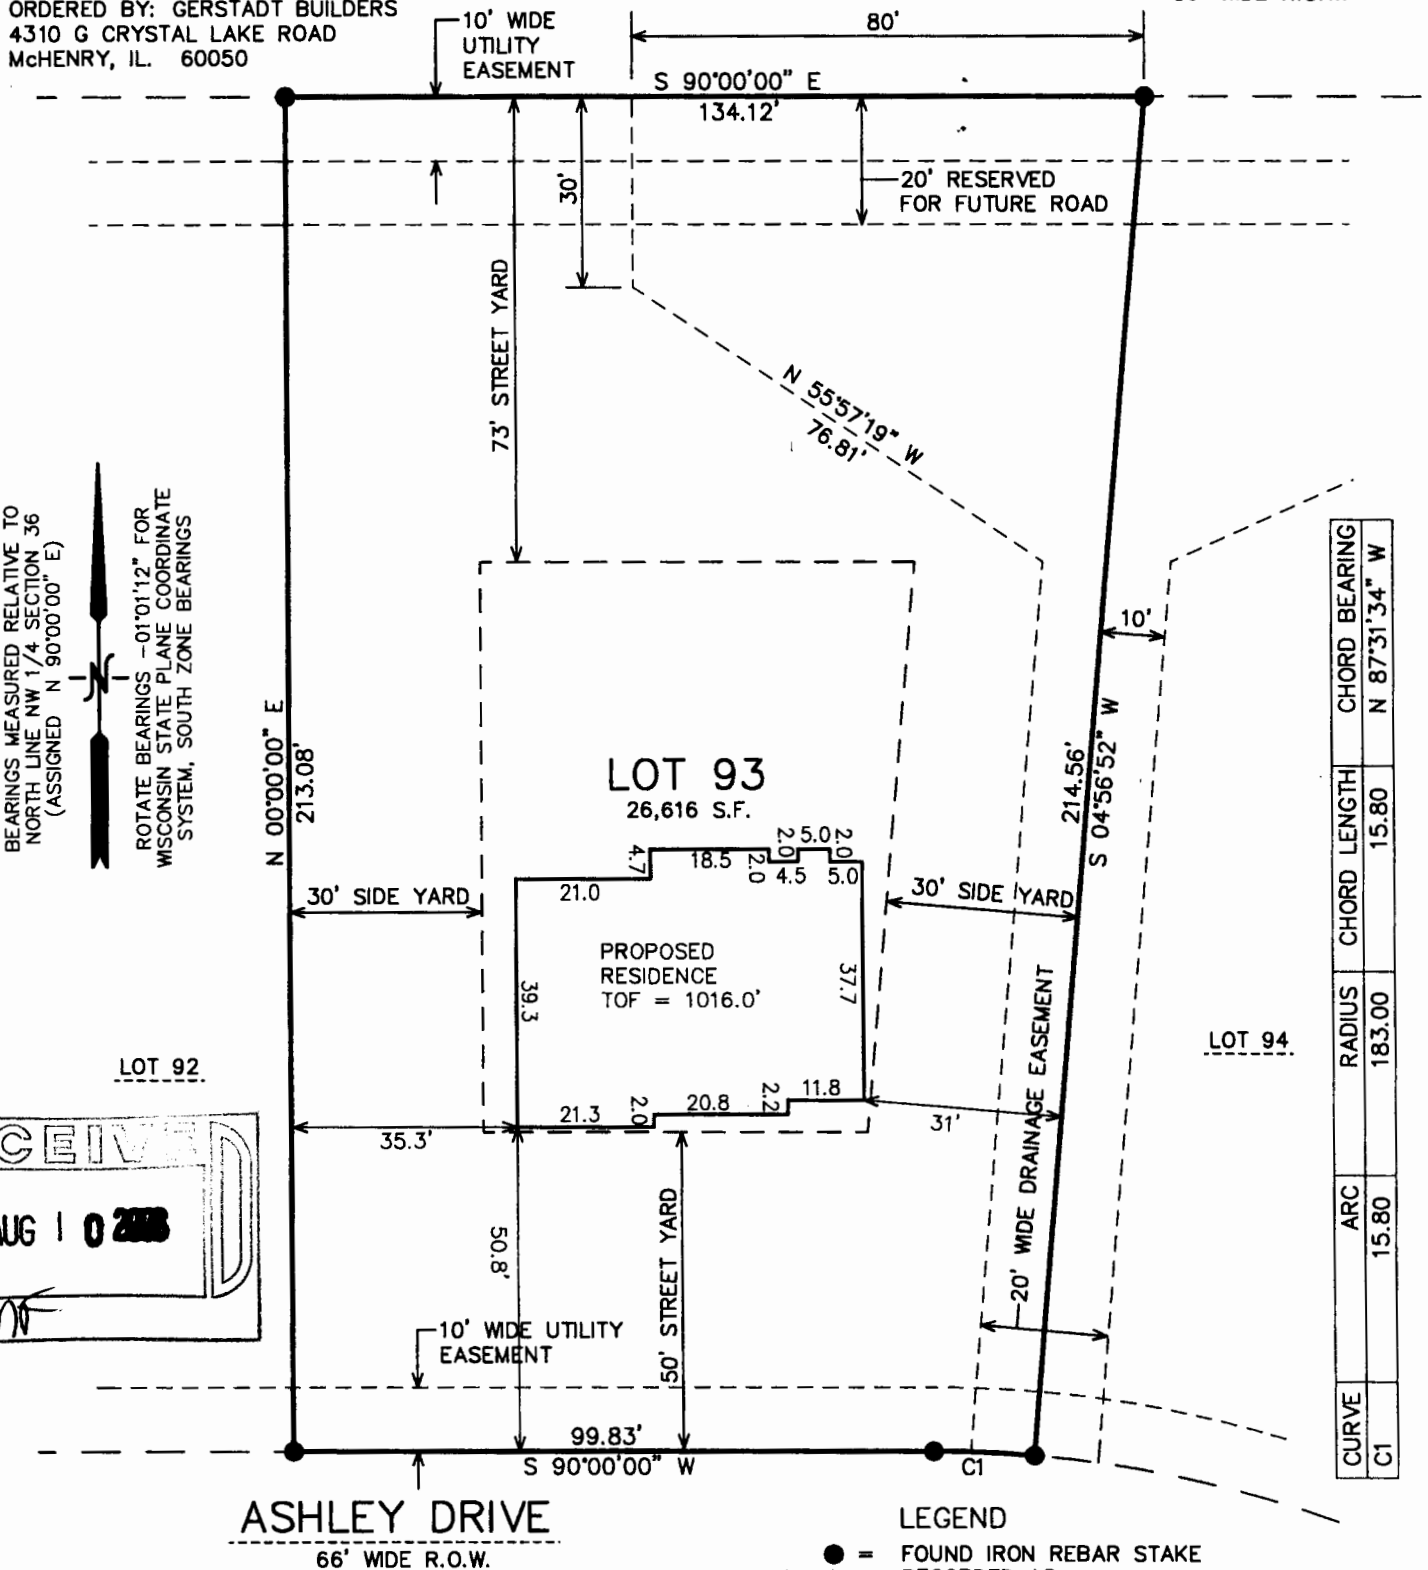 ORDERED BY: GERSTADT BUILDERS
4310 G CRYSTAL LAKE ROAD
McHENRY, IL. 60050
10' WIDE
UTILITY
EASEMENT
80'
S 90°00'00" E
134.12'
30'
20' RESERVED
FOR FUTURE ROAD
73' STREET YARD
N 55°57'19" W
76.81'
BEARINGS MEASURED RELATIVE TO
NORTH LINE NW 1/4 SECTION 36
(ASSIGNED N 90°00'00" E)
N
ROTATE BEARINGS -01°01'12" FOR
WISCONSIN STATE PLANE COORDINATE
SYSTEM, SOUTH ZONE BEARINGS
10'
N 00°00'00" E
213.08'
214.56'
S 04°56'52" W
LOT 93
26,616 S.F.
4.7
18.5
2.0
2.0
5.0
2.0
4.5
5.0
21.0
30' SIDE YARD
30' SIDE YARD
PROPOSED
RESIDENCE
TOF = 1016.0'
39.3
37.7
LOT 92
LOT 94
21.3
2.0
20.8
2.2
11.8
35.3'
31'
20' WIDE DRAINAGE EASEMENT
CEIVED
AUG 10
50.8'
50' STREET YARD
10' WIDE UTILITY
EASEMENT
99.83'
S 90°00'00" W
C1
CURVE ARC RADIUS CHORD LENGTH CHORD BEARING
C1 15.80 183.00 15.80 N 87°31'34" W
ASHLEY DRIVE
66' WIDE R.O.W.
LEGEND
= FOUND IRON REBAR STAKE